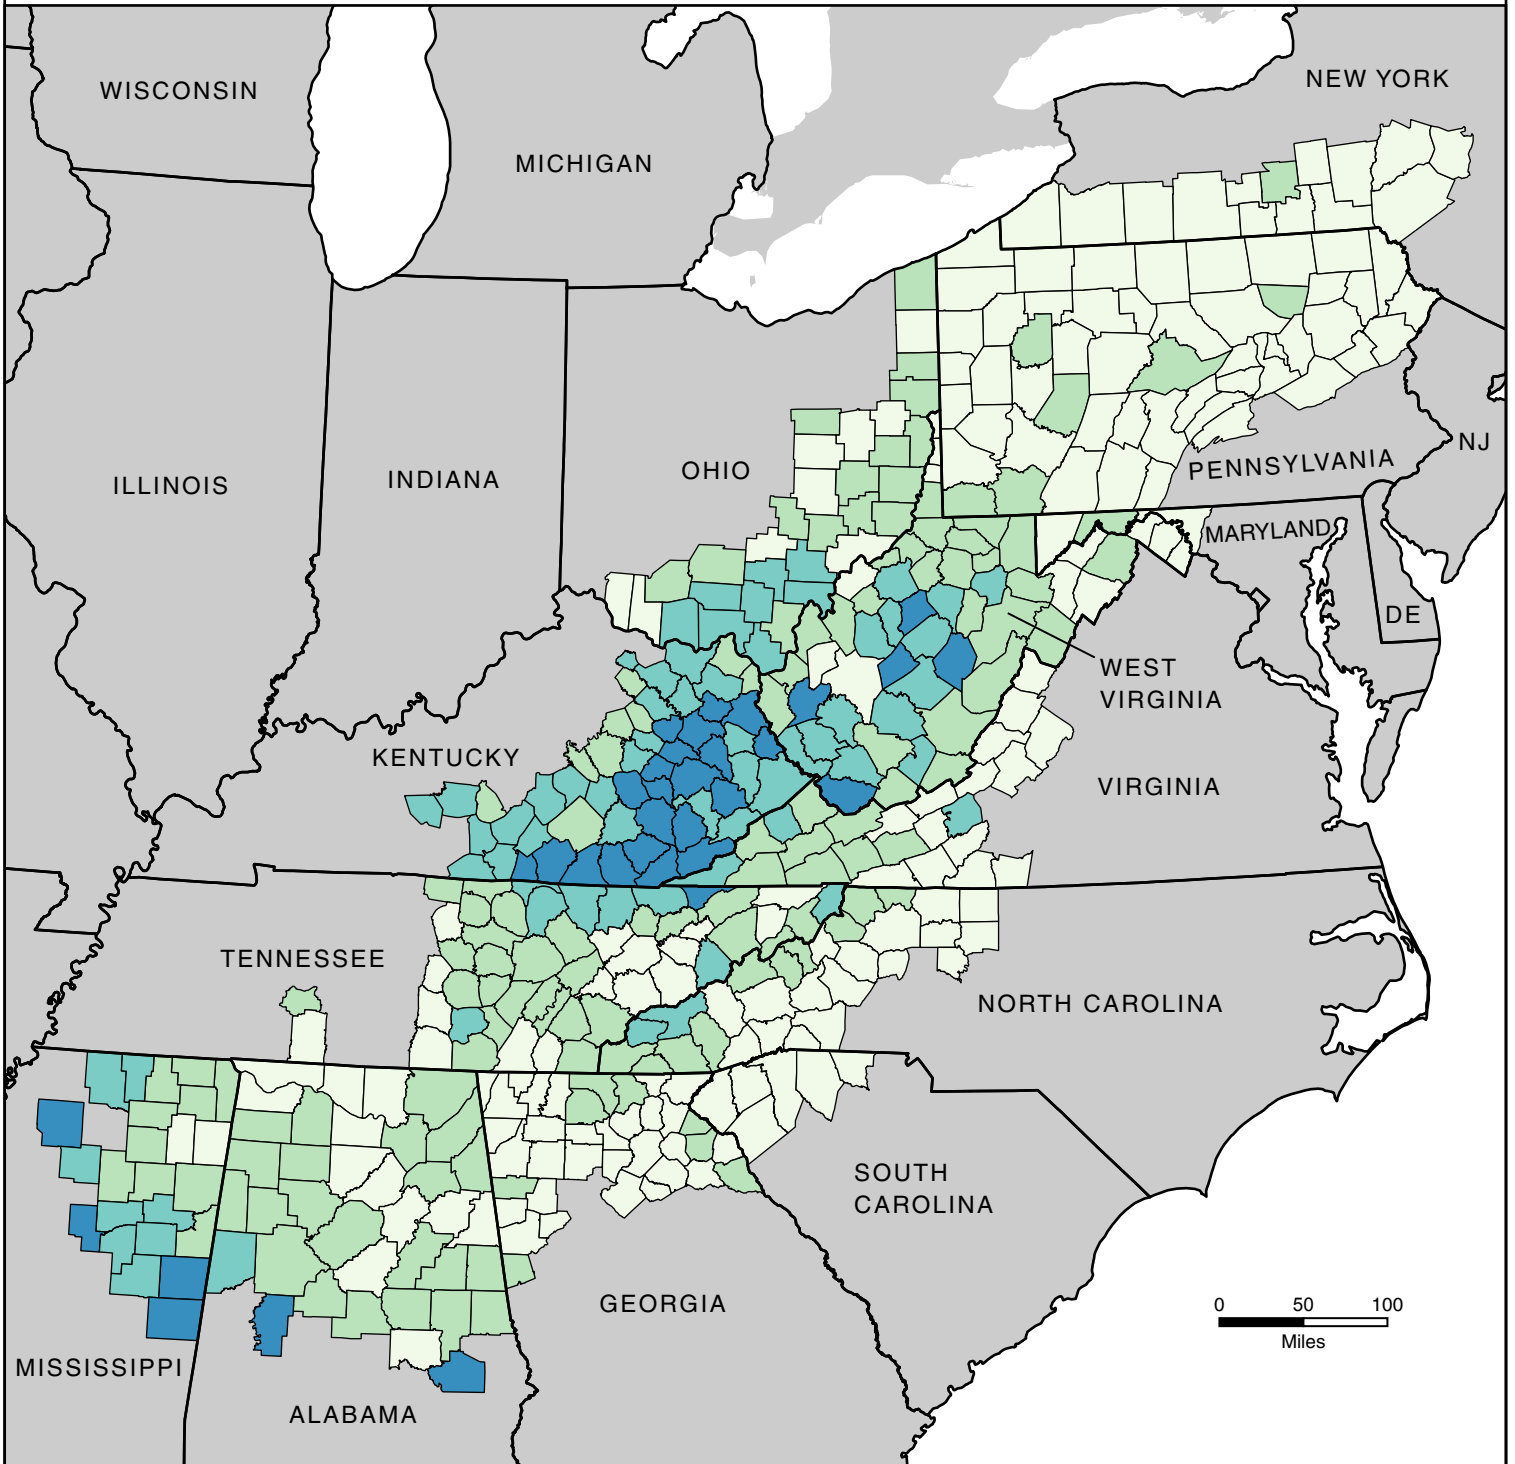 WISCONSIN
NEW YORK
MICHIGAN
ILLINOIS
INDIANA
OHIO
PENNSYLVANIA
NJ
MARYLAND
DE
WEST
VIRGINIA
KENTUCKY
VIRGINIA
TENNESSEE
NORTH CAROLINA
SOUTH
CAROLINA
GEORGIA
0 50 100
Miles
MISSISSIPPI
ALABAMA